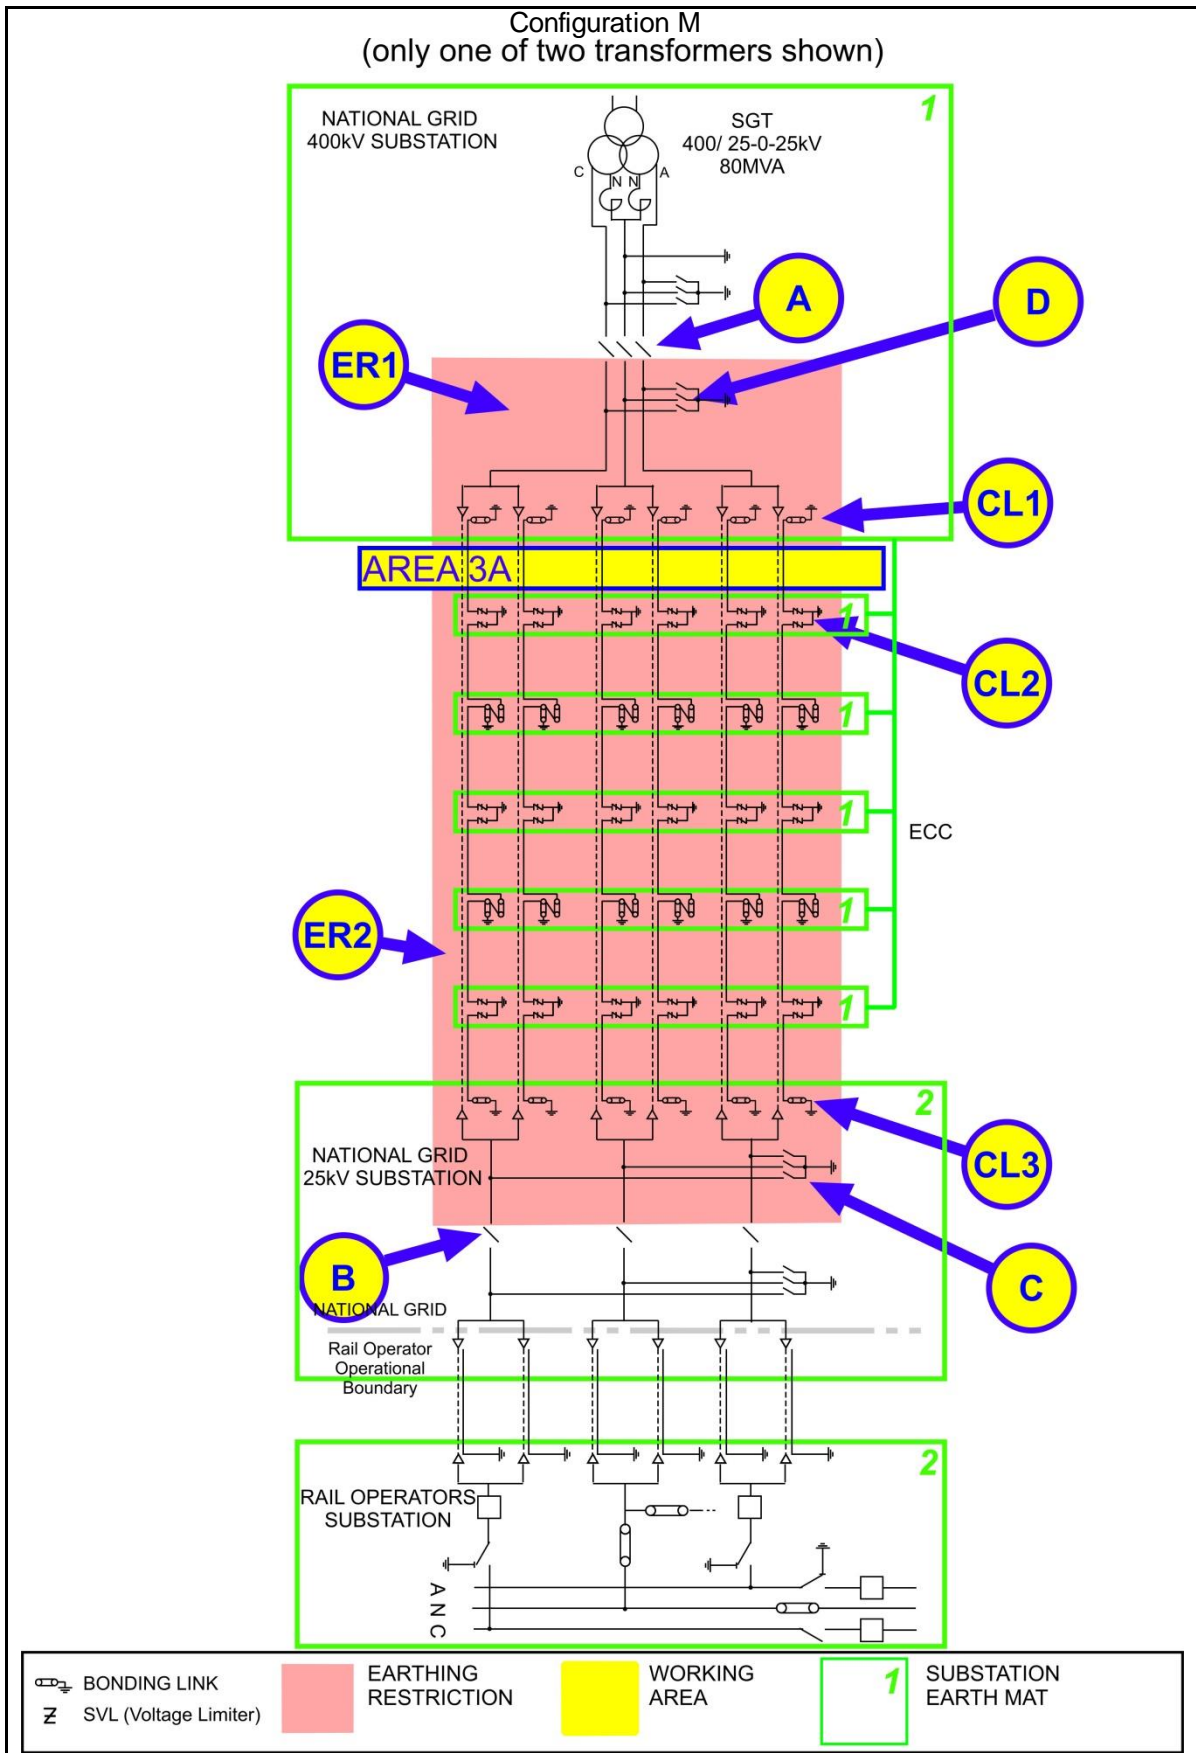 Configuration M
(only one of two transformers shown)
NATIONAL GRID
400kV SUBSTATION
SGT
400/ 25-0-25kV
80MVA
1
C
N N
A
A
D
ER1
CL1
AREA 3A
1
CL2
1
1
ECC
1
ER2
1
2
NATIONAL GRID
25kV SUBSTATION
CL3
B
C
NATIONAL GRID
Rail Operator
Operational
Boundary
2
RAIL OPERATORS
SUBSTATION
A
N
C
BONDING LINK
SVL (Voltage Limiter)
EARTHING
RESTRICTION
WORKING
AREA
1
SUBSTATION
EARTH MAT